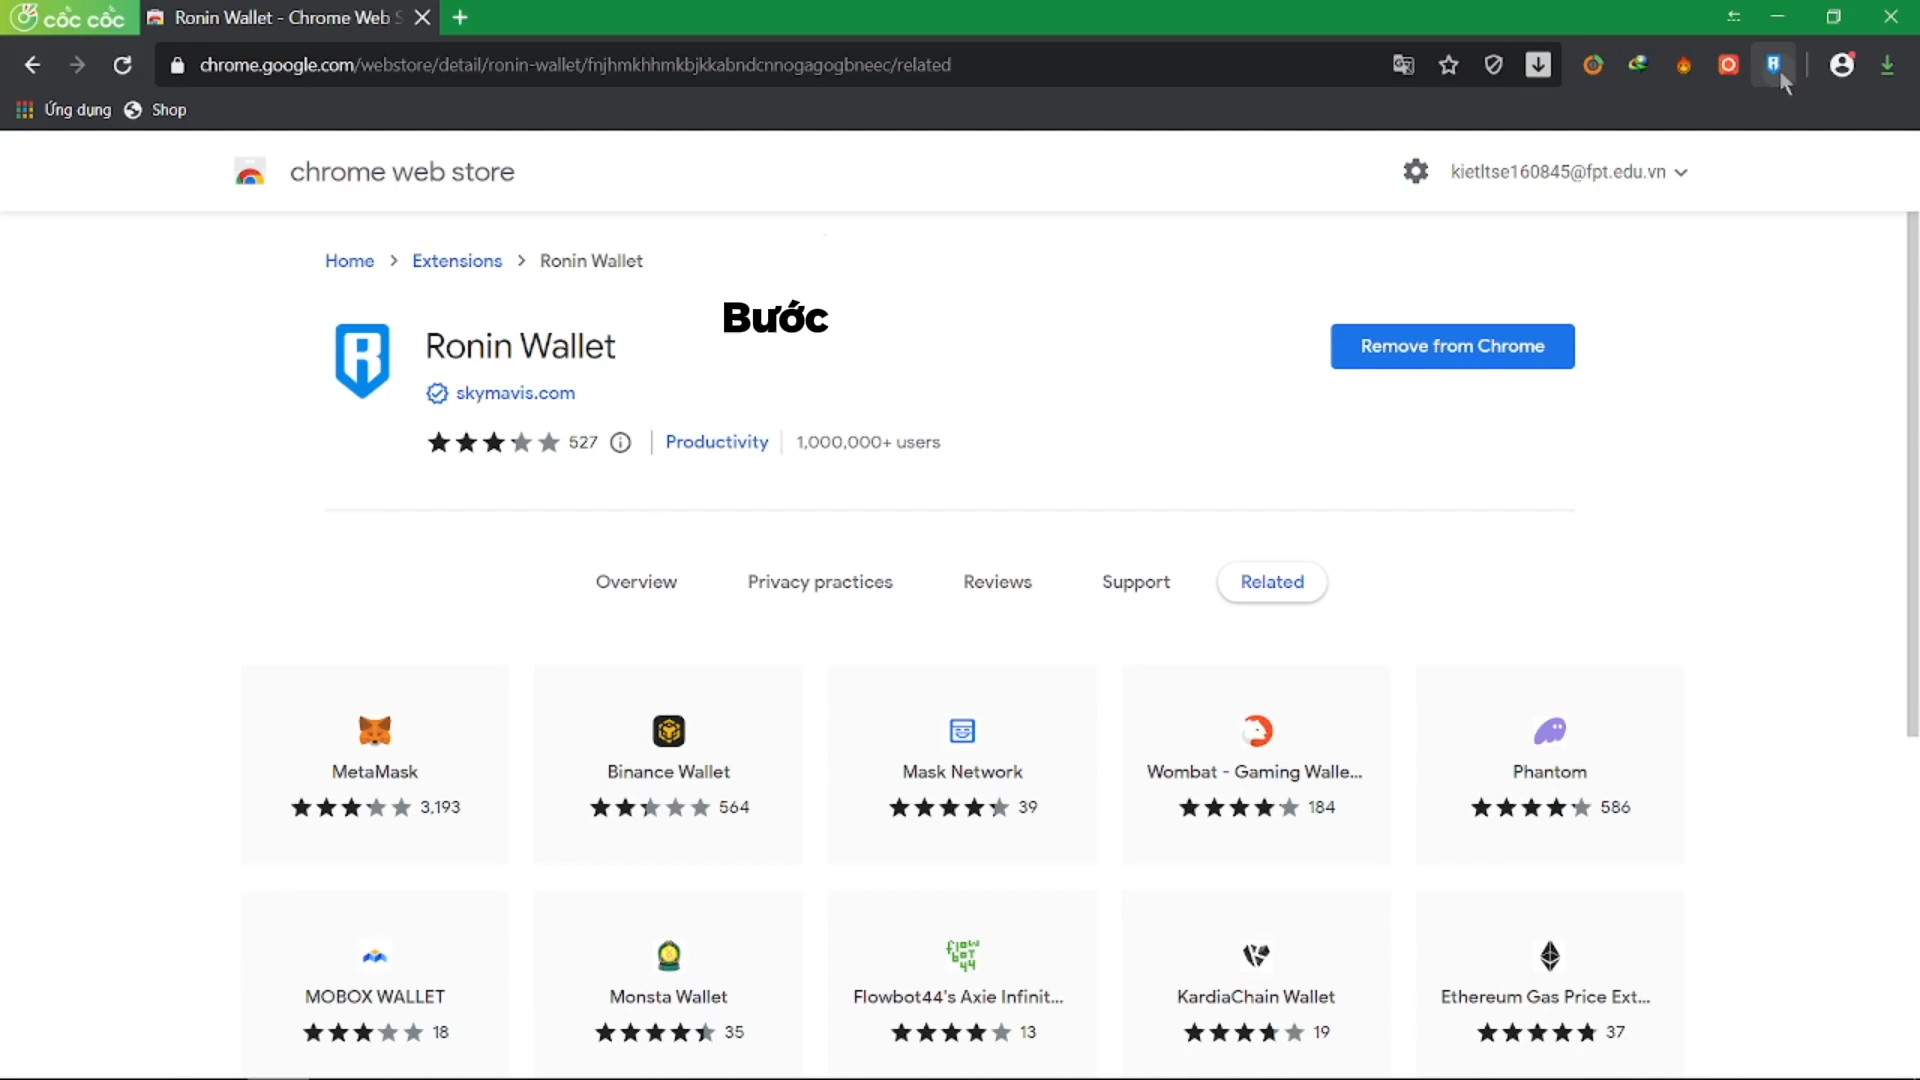 cốc cốc
Ronin Wallet - Chrome Web S
chrome.google.com/webstore/detail/ronin-wallet/fnjhmkhhmkbjkkabndcnnogagogbneec/related
Ứng dụng
Shop
chrome web store
kietltse160845@fpt.edu.vn
Home > Extensions > Ronin Wallet
Bước
Ronin Wallet
Remove from Chrome
skymavis.com
527
Productivity
1,000,000+ users
Overview
Privacy practices
Reviews
Support
Related
MetaMask
3,193
Binance Wallet
564
Mask Network
39
Wombat - Gaming Walle...
184
Phantom
586
MOBOX WALLET
18
Monsta Wallet
35
flow
bot
44
Flowbot44's Axie Infinit...
13
KardiaChain Wallet
19
Ethereum Gas Price Ext...
37